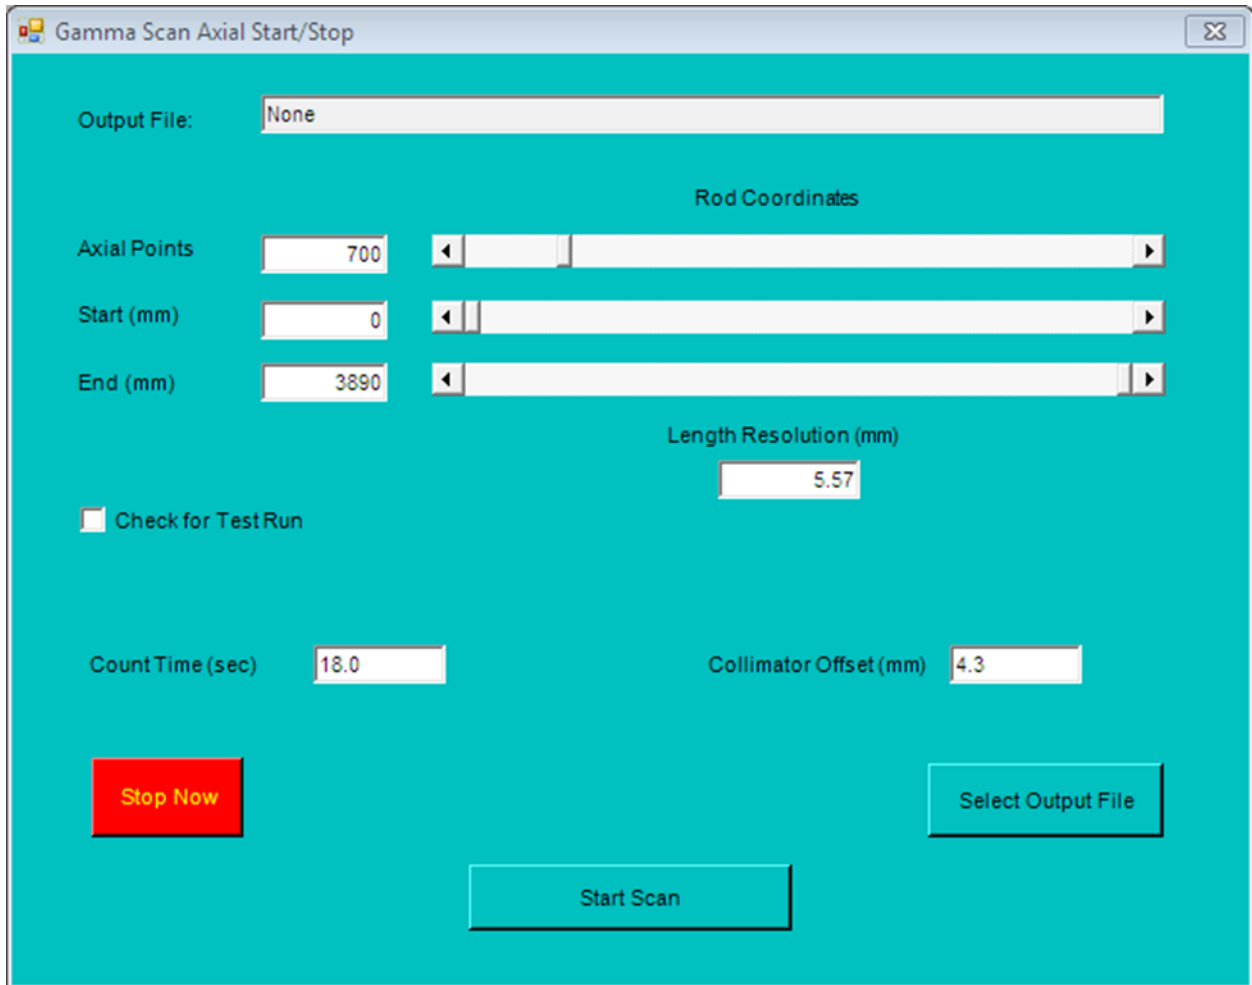 Gamma Scan Axial Start/Stop
Output File: None
Rod Coordinates
Axial Points 700
Start (mm) 0
End (mm) 3890
Length Resolution (mm)
5.57
Check for Test Run
Count Time (sec) 18.0 Collimator Offset (mm) 4.3
Stop Now Select Output File
Start Scan